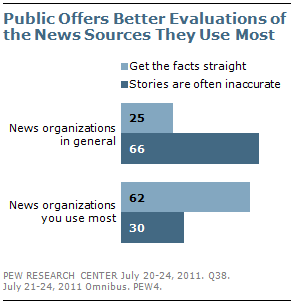 Public Offers Better Evaluations of
the News Sources They Use Most
Get the facts straight
Stories are often inaccurate
News organizations
in general
25
66
News organizations
you use most
62
30
PEW RESEARCH CENTER July 20-24, 2011. Q38.
July 21-24, 2011 Omnibus. PEW4.